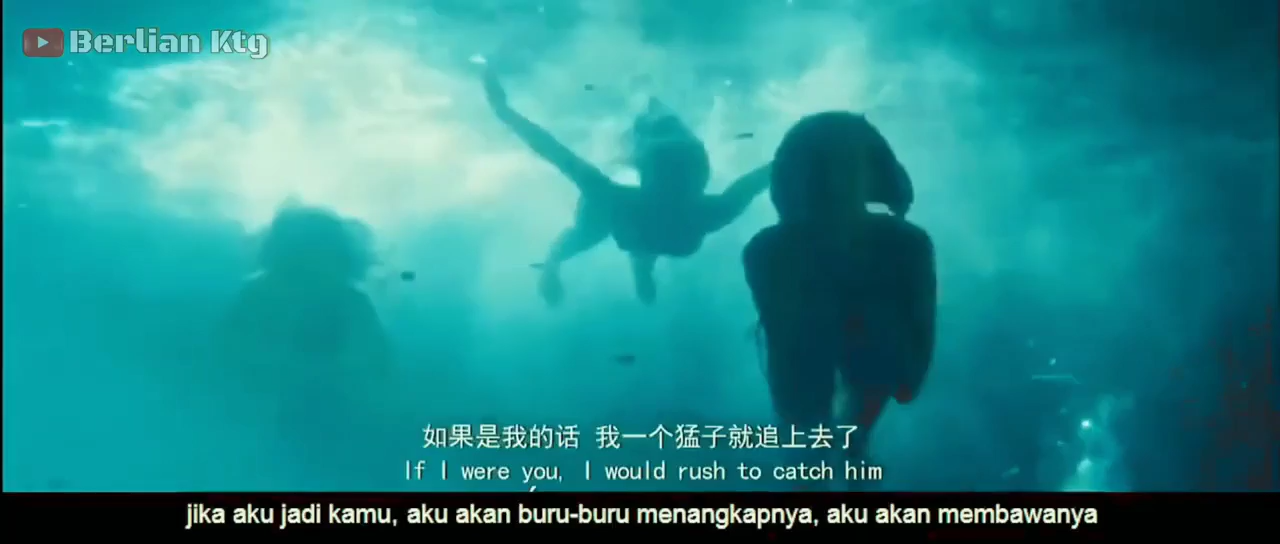 Berlian Ktg
如果是我的话 我一个猛子就追上去了
If I were you, I would rush to catch him
jika aku jadi kamu, aku akan buru-buru menangkapnya, aku akan membawanya